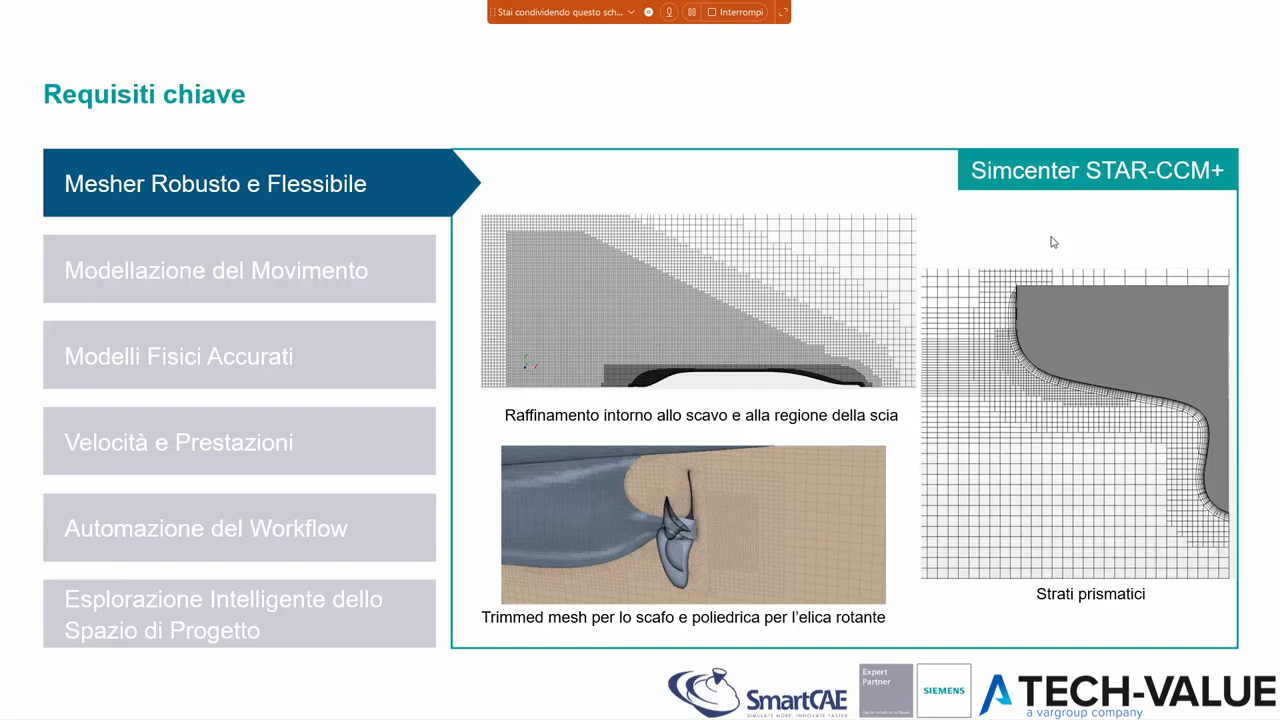 Stai condividendo questo sch...
Interrompi
Requisiti chiave
Mesher Robusto e Flessibile
Modellazione del Movimento
Modelli Fisici Accurati
Velocità e Prestazioni
Automazione del Workflow
Esplorazione Intelligente dello
Spazio di Progetto
Simcenter STAR-CCM+
Raffinamento intorno allo scavo e alla regione della scia
Trimmed mesh per lo scafo e poliedrica per l’elica rotante
Strati prismatici
SmartCAE
SIMULATE MORE, INNOVATE FASTER
Expert
Partner
SIEMENS
TECH-VALUE
a vargroup company